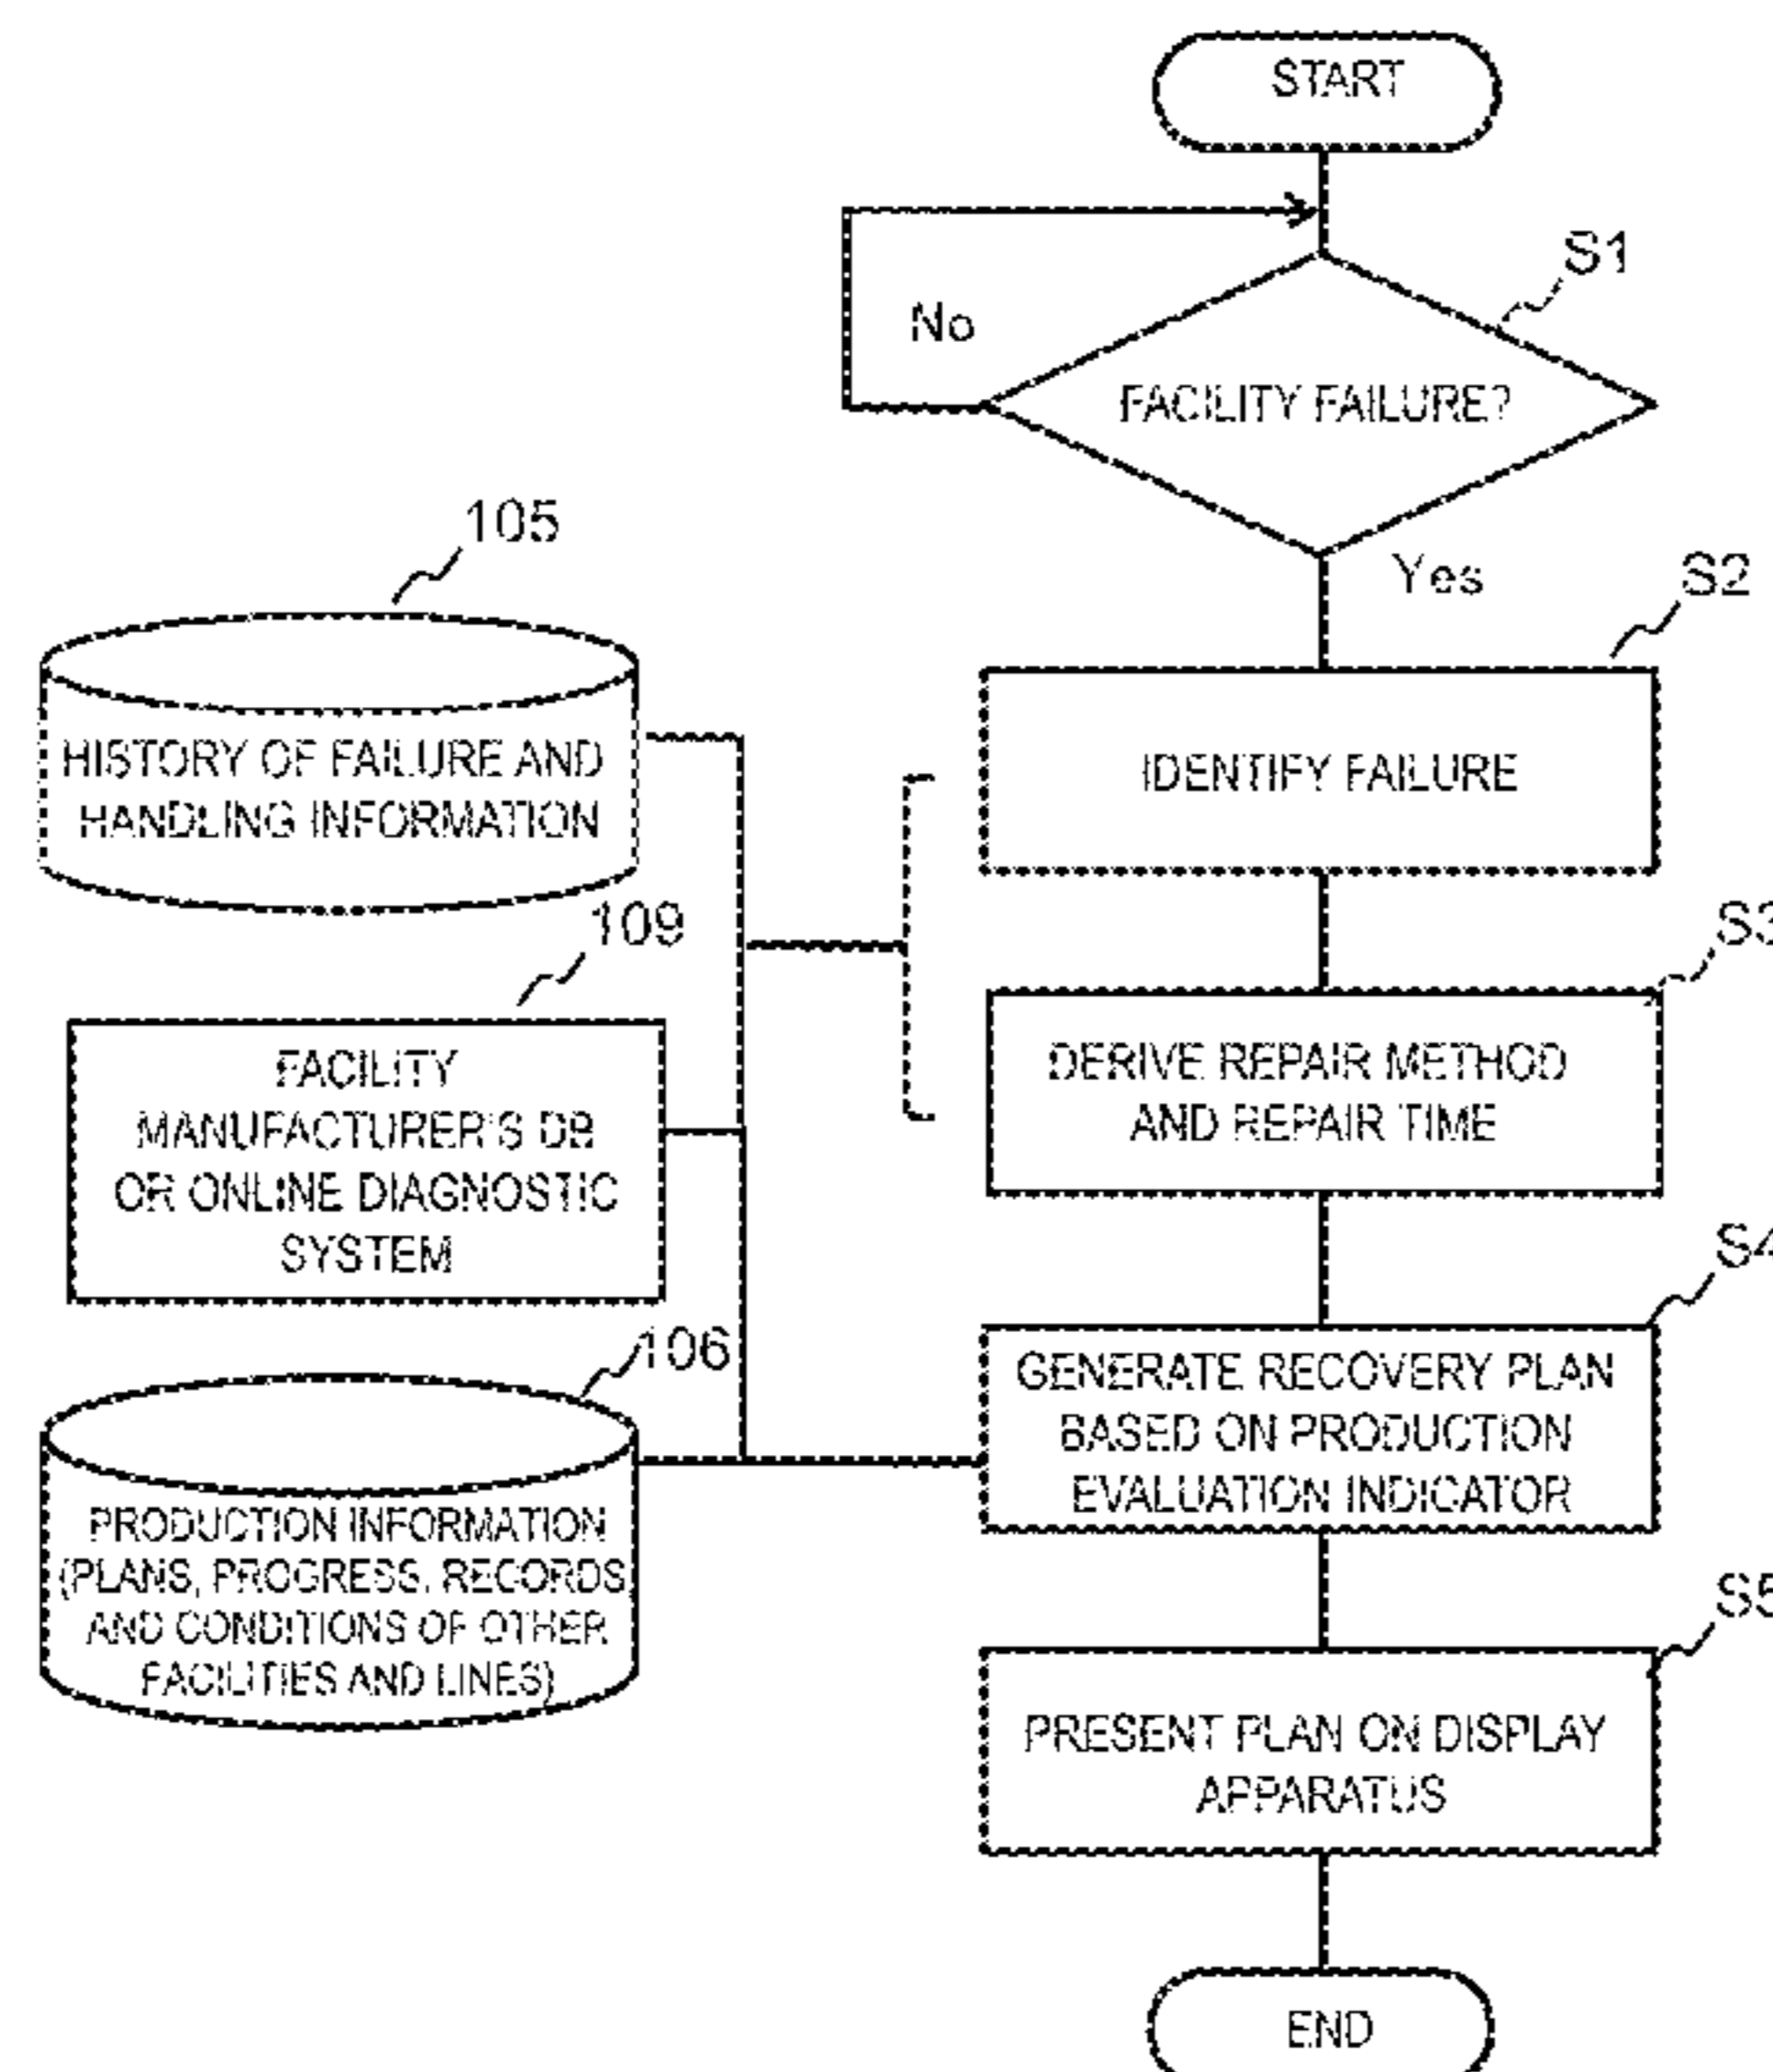 START
S1
No
FACILITY FAILURE?
Yes
S2
IDENTIFY FAILURE
S3
DERIVE REPAIR METHOD
AND REPAIR TIME
S4
GENERATE RECOVERY PLAN
BASED ON PRODUCTION
EVALUATION INDICATOR
S5
PRESENT PLAN ON DISPLAY
APPARATUS
END
105
HISTORY OF FAILURE AND
HANDLING INFORMATION
109
FACILITY
MANUFACTURER'S DB
OR ONLINE DIAGNOSTIC
SYSTEM
106
PRODUCTION INFORMATION
(PLANS, PROGRESS, RECORDS
AND CONDITIONS OF OTHER
FACILITIES AND LINES)